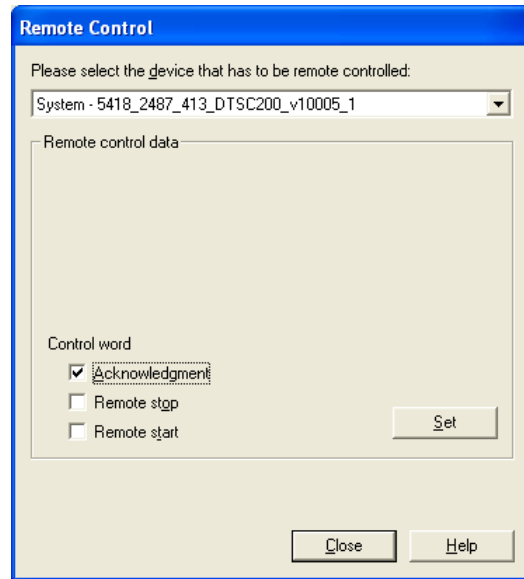 Remote Control
Please select the device that has to be remote controlled:
System - 5418_2487_413_DTSC200_v10005_1
Remote control data
Control word
Acknowledgment
Remote stop
Remote start
Set
Close
Help